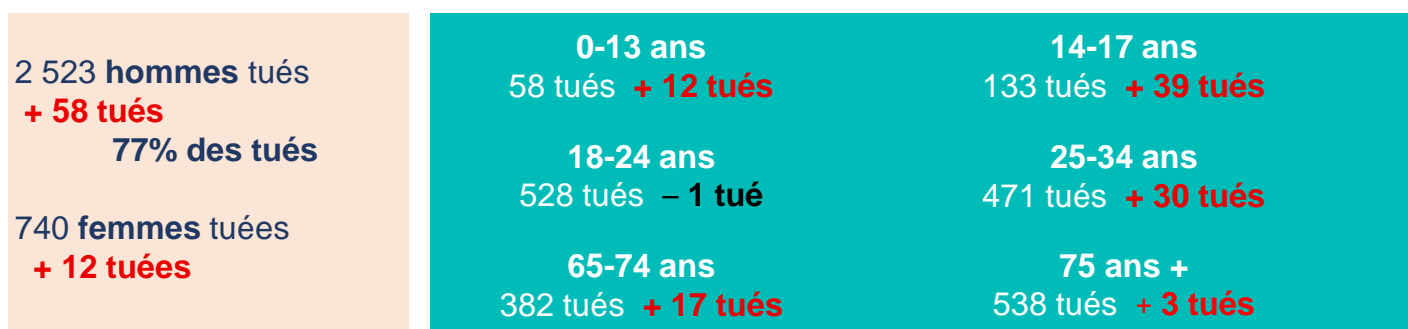 2 523 hommes tués
+ 58 tués
77% des tués
740 femmes tuées
+ 12 tuées
0-13 ans
58 tués + 12 tués
14-17 ans
133 tués + 39 tués
18-24 ans
528 tués – 1 tué
25-34 ans
471 tués + 30 tués
65-74 ans
382 tués + 17 tués
75 ans +
538 tués + 3 tués